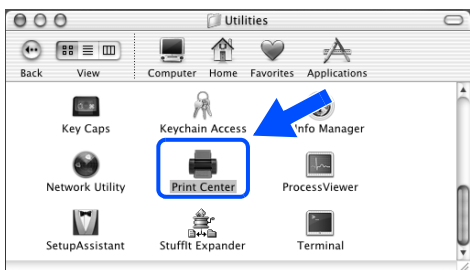 Utilities
Back View Computer Home Favorites Applications
Key Caps Keychain Access Info Manager
Network Utility Print Center ProcessViewer
SetupAssistant StuffIt Expander Terminal